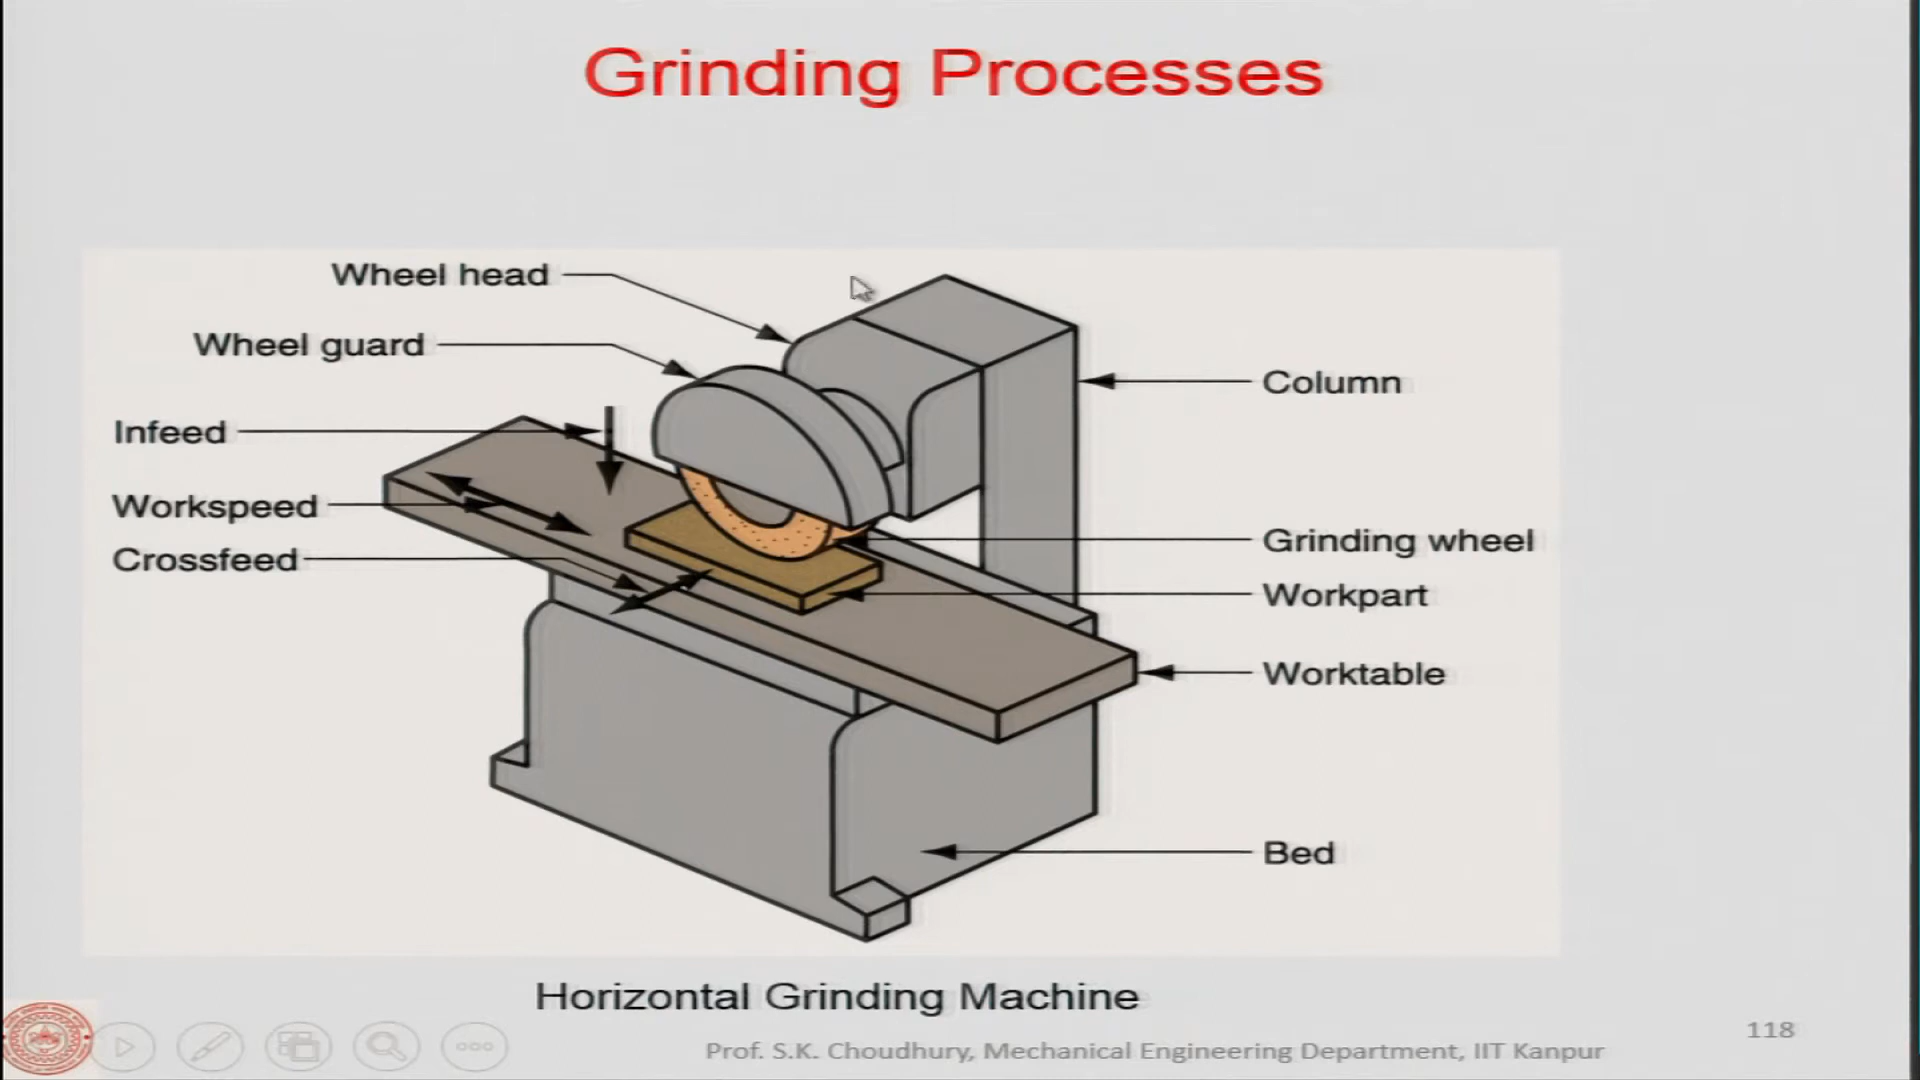 Grinding Processes
Wheel head
Wheel guard
Infeed
Workspeed
Crossfeed
Column
Grinding wheel
Workpart
Worktable
Bed
Horizontal Grinding Machine
Prof. S.K. Choudhury, Mechanical Engineering Department, IIT Kanpur
118